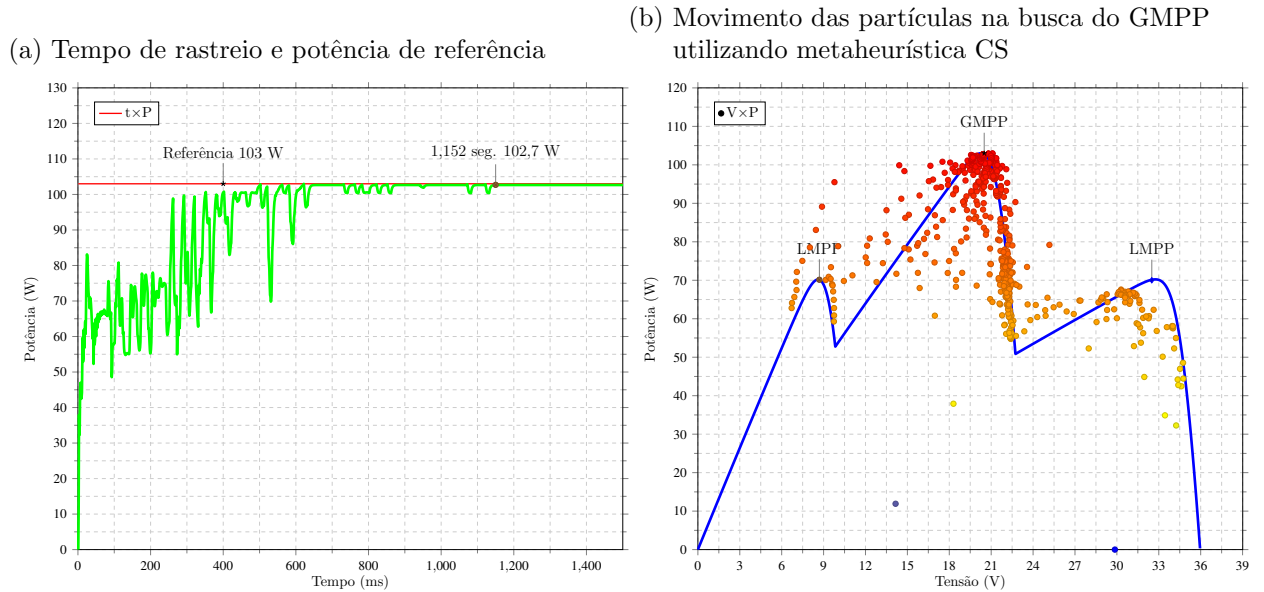 (a) Tempo de rastreio e potência de referência
130
120
110
100
90
80
70
60
50
40
30
20
10
0
t×P
Referência 103 W
1,152 seg. 102,7 W
Potência (W)
0 200 400 600 800 1,000 1,200 1,400
Tempo (ms)
(b) Movimento das partículas na busca do GMPP
utilizando metaheurística CS
120
110
100
90
80
70
60
50
40
30
20
10
0
V×P
GMPP
LMPP
LMPP
Potência (W)
0 3 6 9 12 15 18 21 24 27 30 33 36 39
Tensão (V)